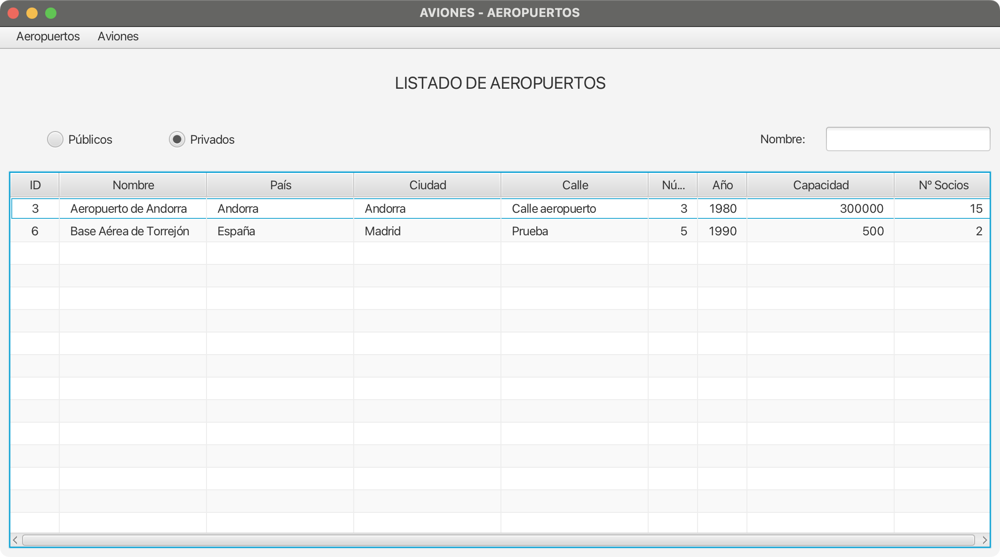 AVIONES - AEROPUERTOS
Aeropuertos Aviones
LISTADO DE AEROPUERTOS
Públicos Privados Nombre:
ID Nombre País Ciudad Calle Nú... Año Capacidad Nº Socios
3 Aeropuerto de Andorra Andorra Andorra Calle aeropuerto 3 1980 300000 15
6 Base Aérea de Torrejón España Madrid Prueba 5 1990 500 2